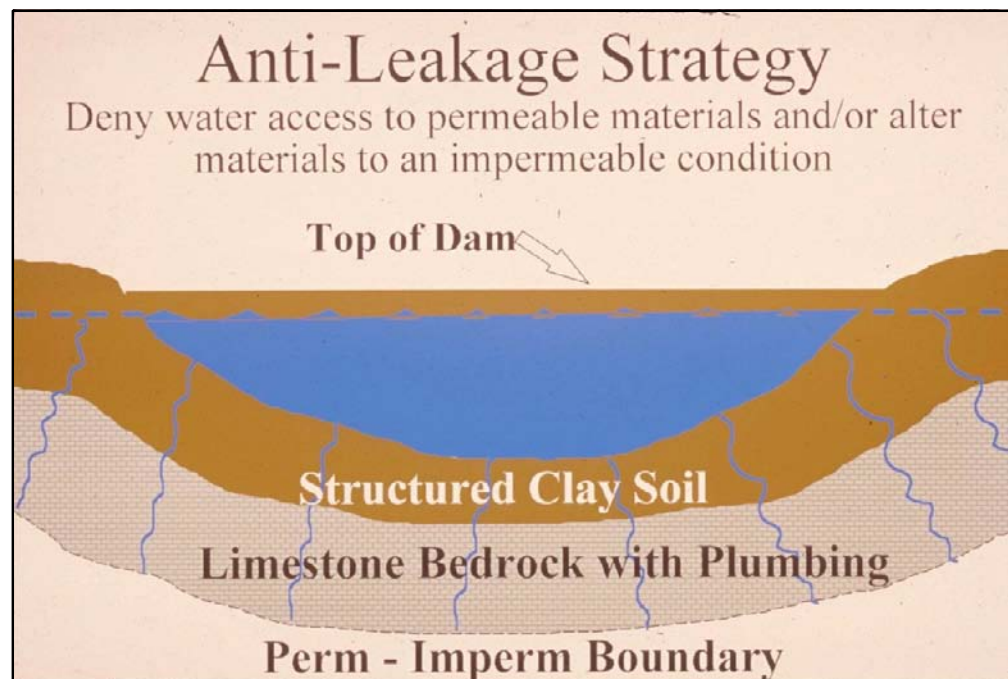 Anti-Leakage Strategy
Deny water access to permeable materials and/or alter
materials to an impermeable condition
Top of Dam
Structured Clay Soil
Limestone Bedrock with Plumbing
Perm - Imperm Boundary